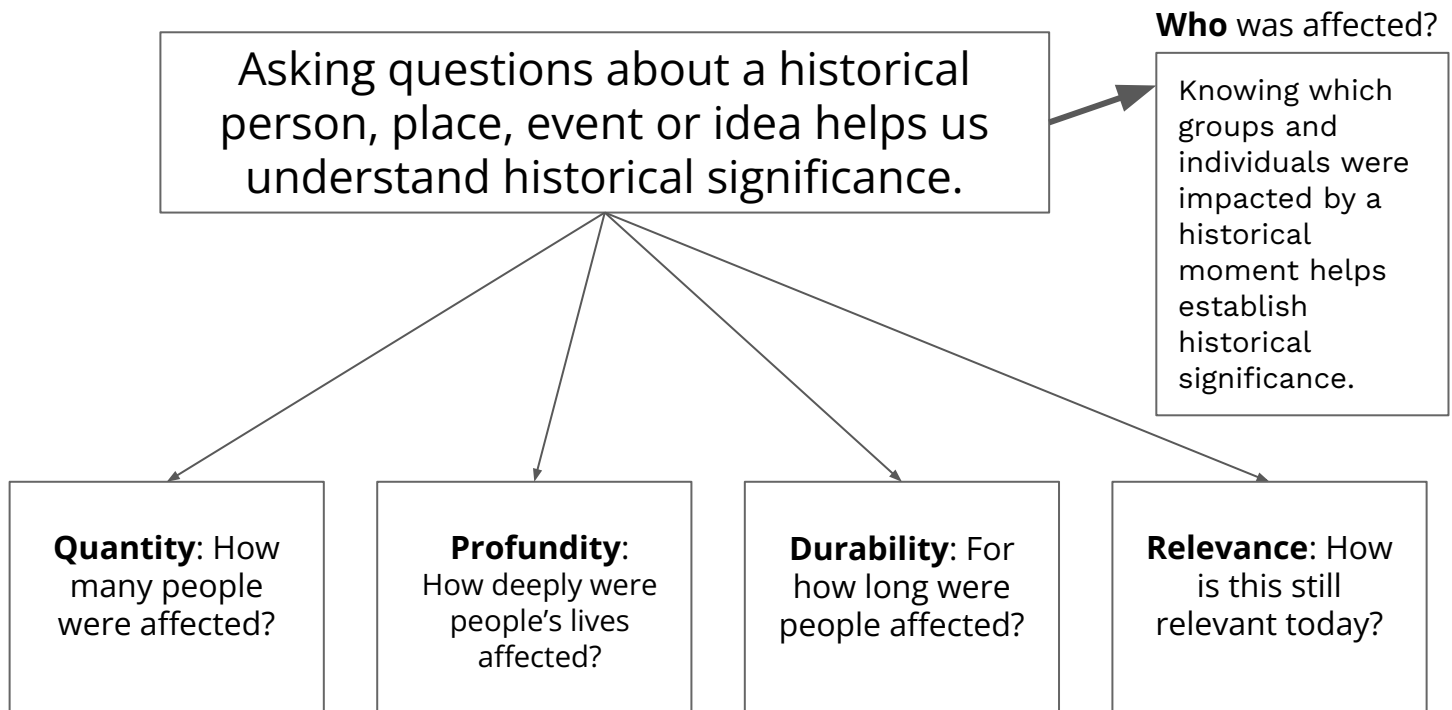 Asking questions about a historical
person, place, event or idea helps us
understand historical significance.
Who was affected?
Knowing which
groups and
individuals were
impacted by a
historical
moment helps
establish
historical
significance.
Quantity: How
many people
were affected?
Profundity:
How deeply were
people’s lives
affected?
Durability: For
how long were
people affected?
Relevance: How
is this still
relevant today?